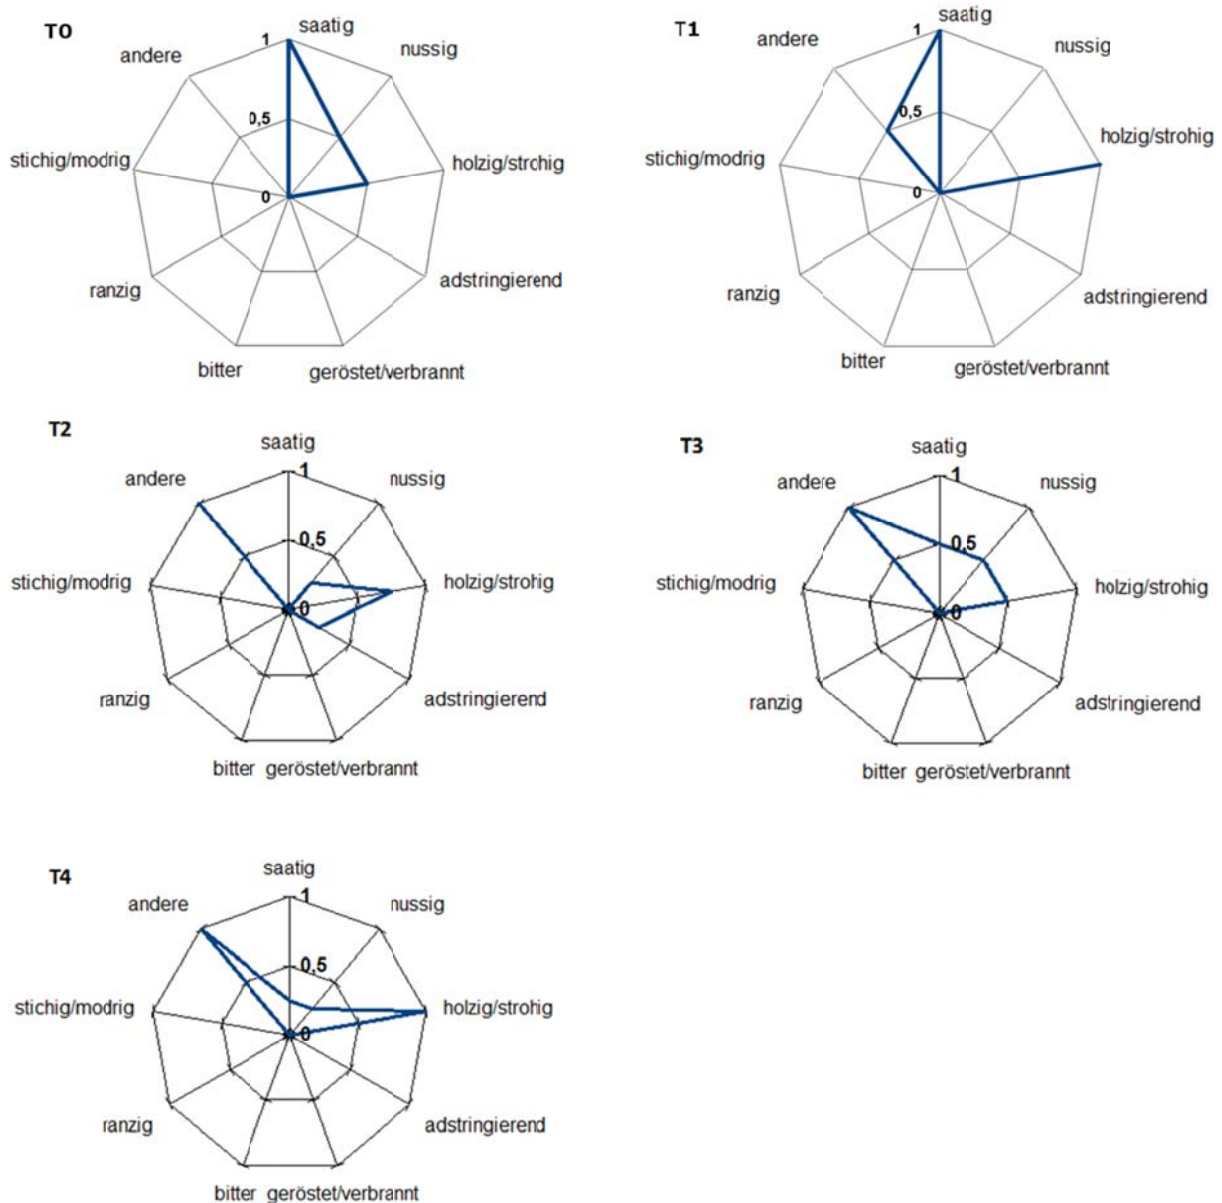 T0
saatig
1
nussig
andere
0,5
stichig/modrig
holzig/strohig
0
ranzig
adstringierend
bitter
geröstet/verbrannt
T1
saatig
1
andere
nussig
0,5
holzig/strohig
stichig/modrig
0
ranzig
adstringierend
bitter
geröstet/verbrannt
T2
saatig
1
andere
nussig
0,5
stichig/modrig
holzig/strohig
0
ranzig
adstringierend
bitter geröstet/verbrannt
T3
saatig
1
andere
nussig
0,5
stichig/modrig
holzig/strohig
0
ranzig
adstringierend
bitter geröstet/verbrannt
T4
saatig
1
andere
nussig
0,5
stichig/modrig
holzig/strohig
0
ranzig
adstringierend
bitter geröstet/verbrannt